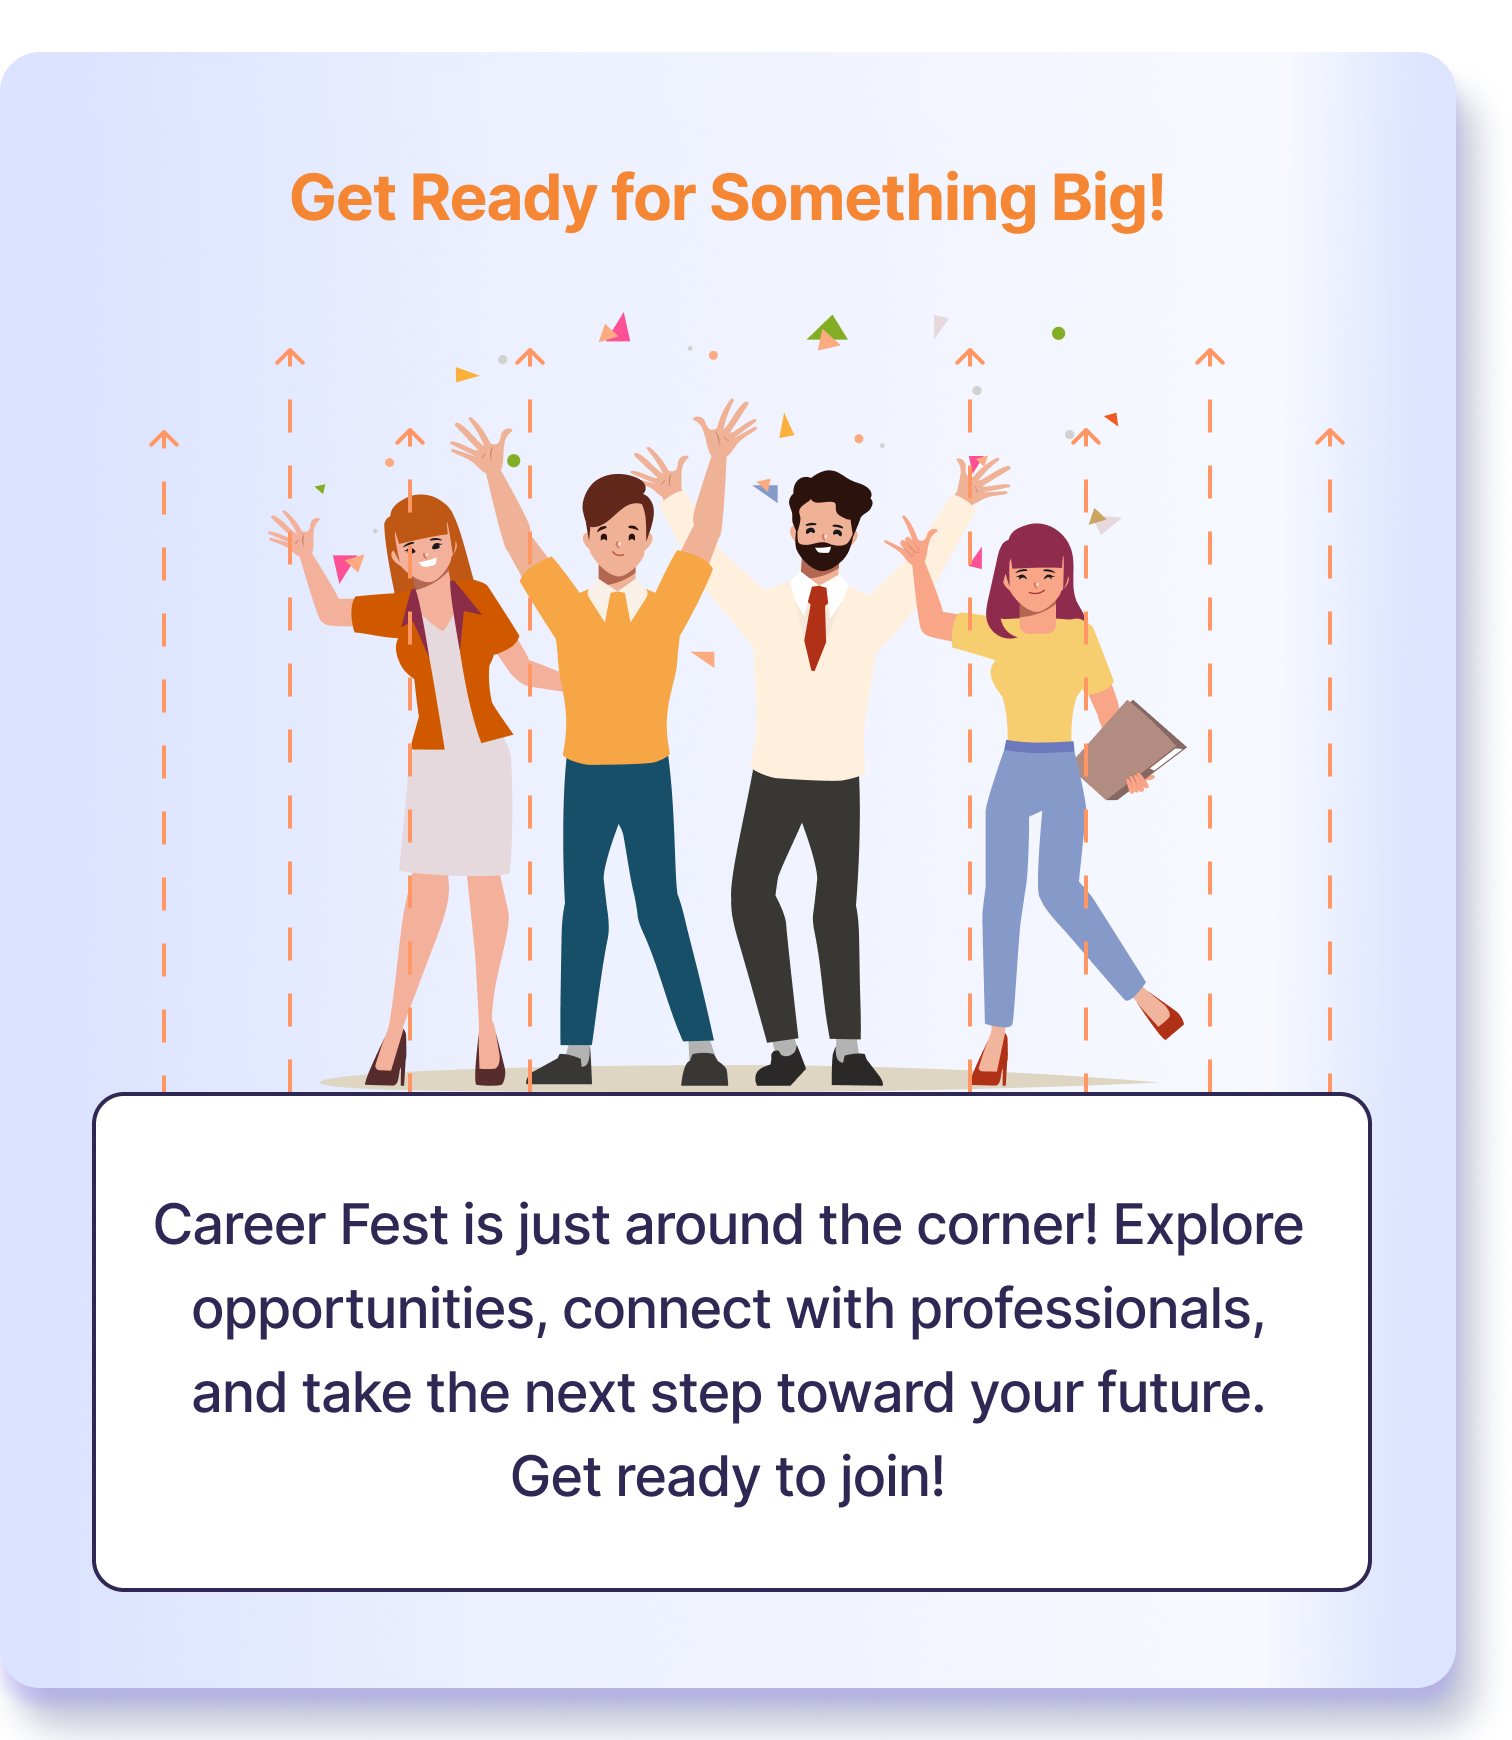 Get Ready for Something Big!
Career Fest is just around the corner! Explore
opportunities, connect with professionals,
and take the next step toward your future.
Get ready to join!